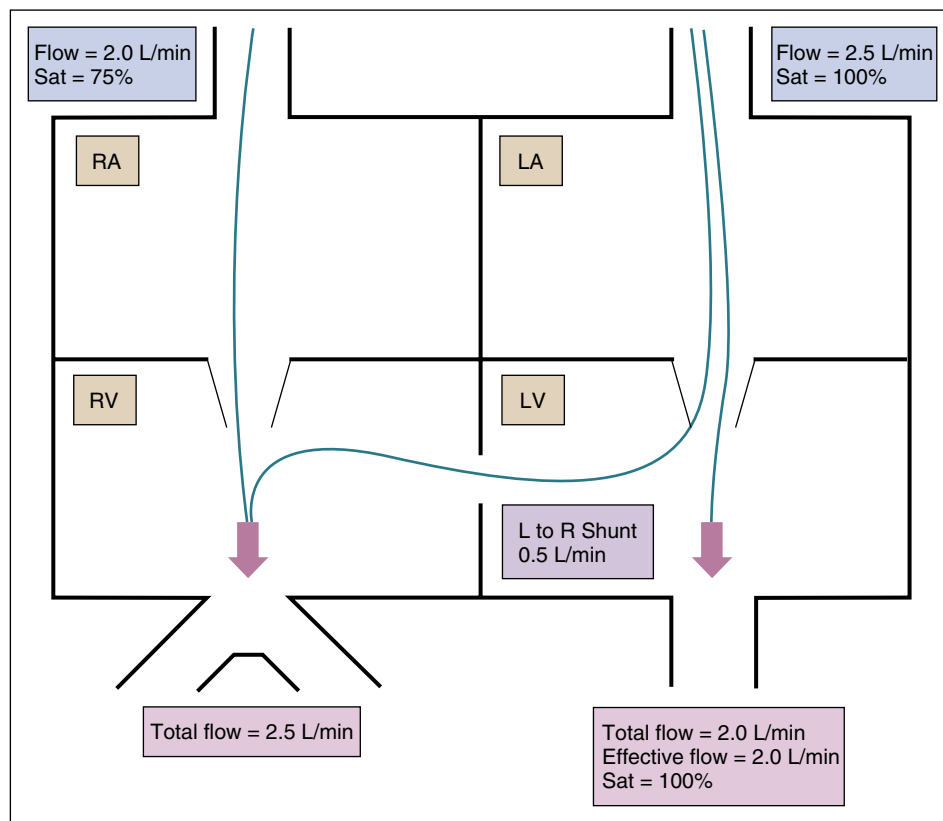 Flow = 2.0 L/min
Sat = 75%
Flow = 2.5 L/min
Sat = 100%
RA
LA
RV
LV
L to R Shunt
0.5 L/min
Total flow = 2.5 L/min
Total flow = 2.0 L/min
Effective flow = 2.0 L/min
Sat = 100%